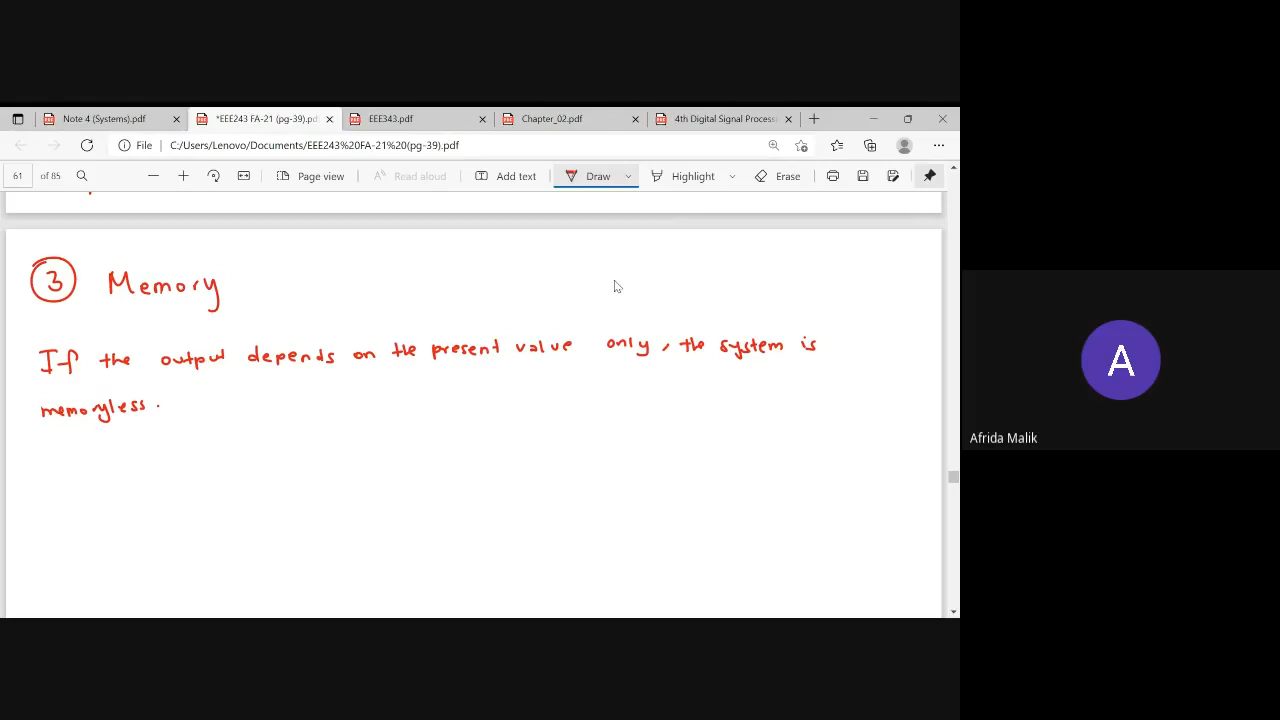 Note 4 (Systems).pdf
*EEE243 FA-21 (pg-39).pd
EEE343.pdf
Chapter_02.pdf
4th Digital Signal Process
File C:/Users/Lenovo/Documents/EEE243%20FA-21%20(pg-39).pdf
61 of 85 Page view Read aloud Add text Draw Highlight Erase
3 Memory
If the output depends on the present value only, the system is
memoryless.
A
Afrida Malik